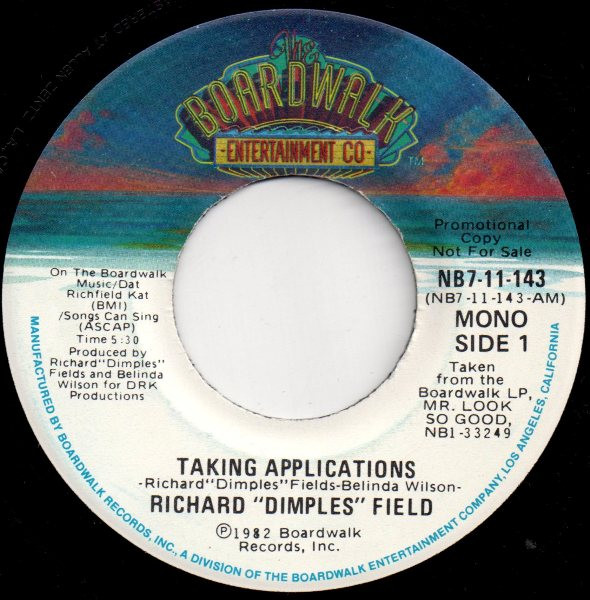 The
BOARDWALK
-ENTERTAINMENT CO-
TM
Promotional
Copy
Not For Sale
NB7-11-143
(NB7-11-143-AM)
MONO
SIDE 1
Taken
from the
Boardwalk LP,
MR. LOOK
SO GOOD,
NB1-33249
On The Boardwalk
Music/Dat
Richfield Kat
(BMI)
/Songs Can Sing
(ASCAP)
Time 5:30
Produced by
Richard"Dimples"
Fields and Belinda
Wilson for DRK
Productions
TAKING APPLICATIONS
-Richard"Dimples"Fields-Belinda Wilson-
RICHARD "DIMPLES" FIELD
Ⓟ1982 Boardwalk
Records, Inc.
MANUFACTURED BY BOARDWALK RECORDS, INC., A DIVISION OF THE BOARDWALK ENTERTAINMENT COMPANY, LOS ANGELES, CALIFORNIA